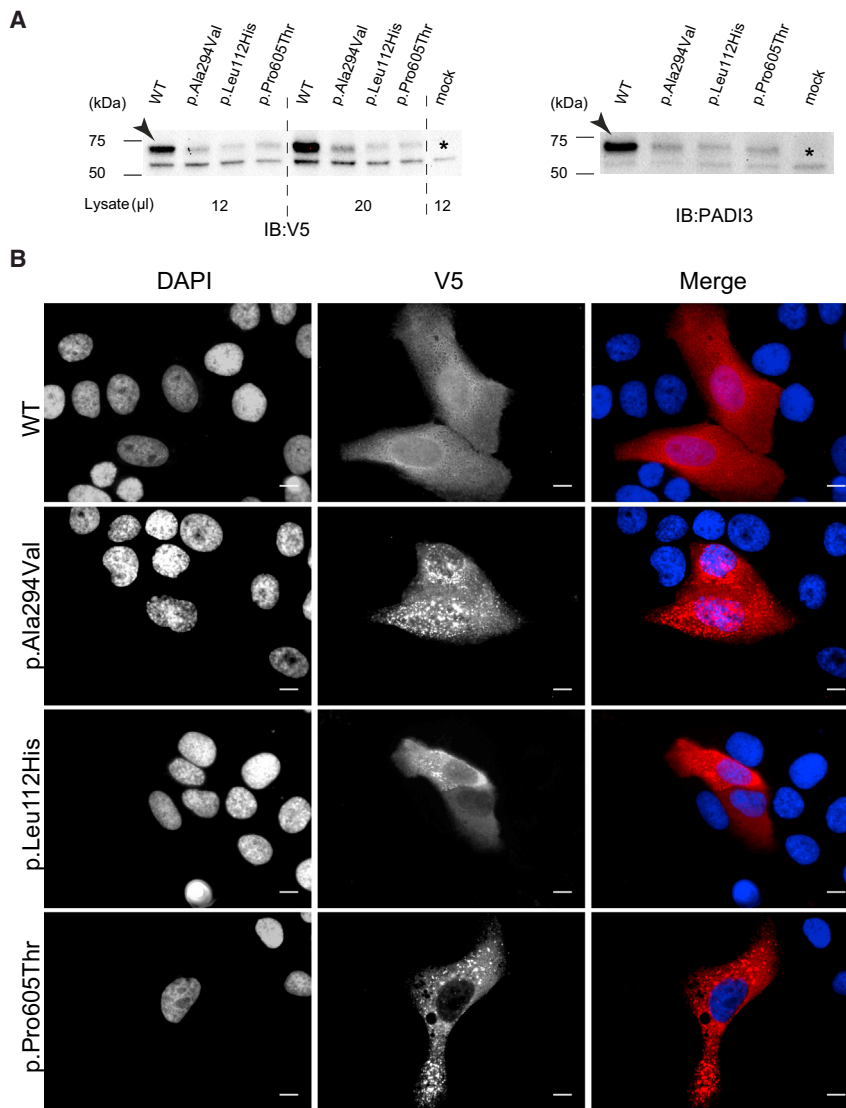 A
(kDa)
WT
p.Ala294Val
p.Leu112His
p.Pro605Thr
WT
p.Ala294Val
p.Leu112His
p.Pro605Thr
mock
75
*
50
Lysate (µl)
12
20
12
IB:V5
(kDa)
WT
p.Ala294Val
p.Leu112His
p.Pro605Thr
mock
75
*
50
IB:PADI3
B
DAPI
V5
Merge
WT
p.Ala294Val
p.Leu112His
p.Pro605Thr